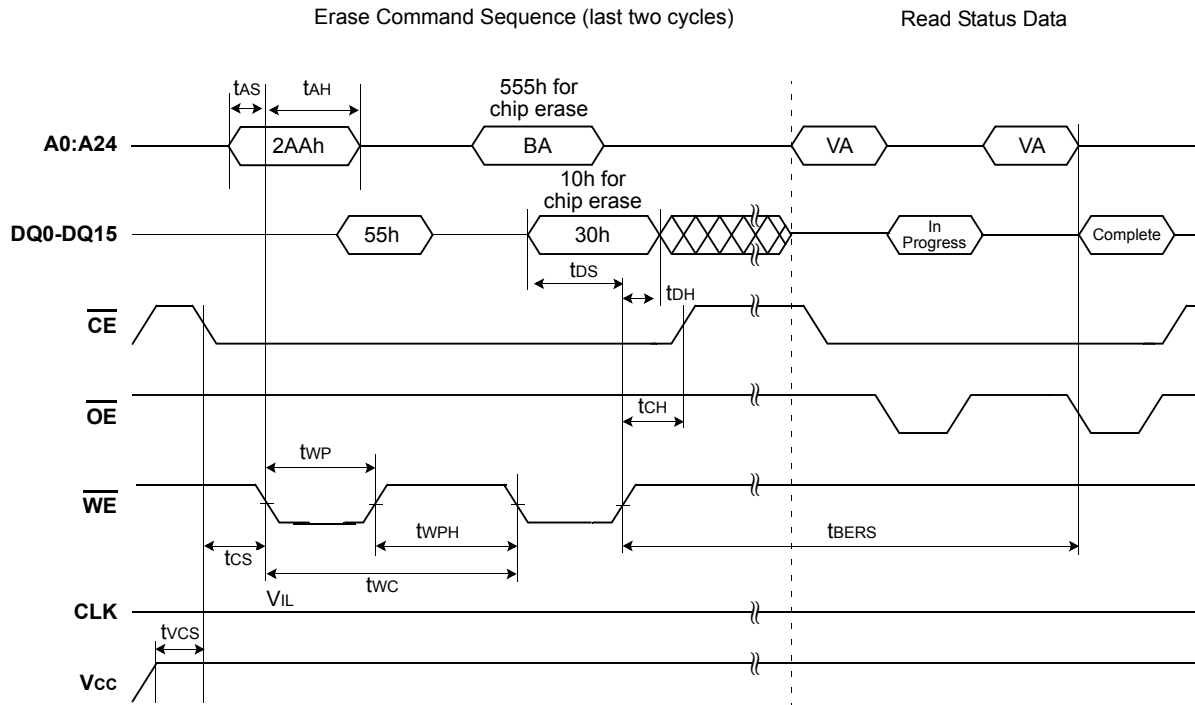 Erase Command Sequence (last two cycles)
Read Status Data
tAS
tAH
555h for
chip erase
A0:A24
2AAh
BA
VA
VA
10h for
chip erase
DQ0-DQ15
55h
30h
In
Progress
Complete
tDS
tDH
CE
OE
tCH
tWP
WE
tWPH
tBERS
tCS
tWC
VIL
CLK
tVCS
VCC